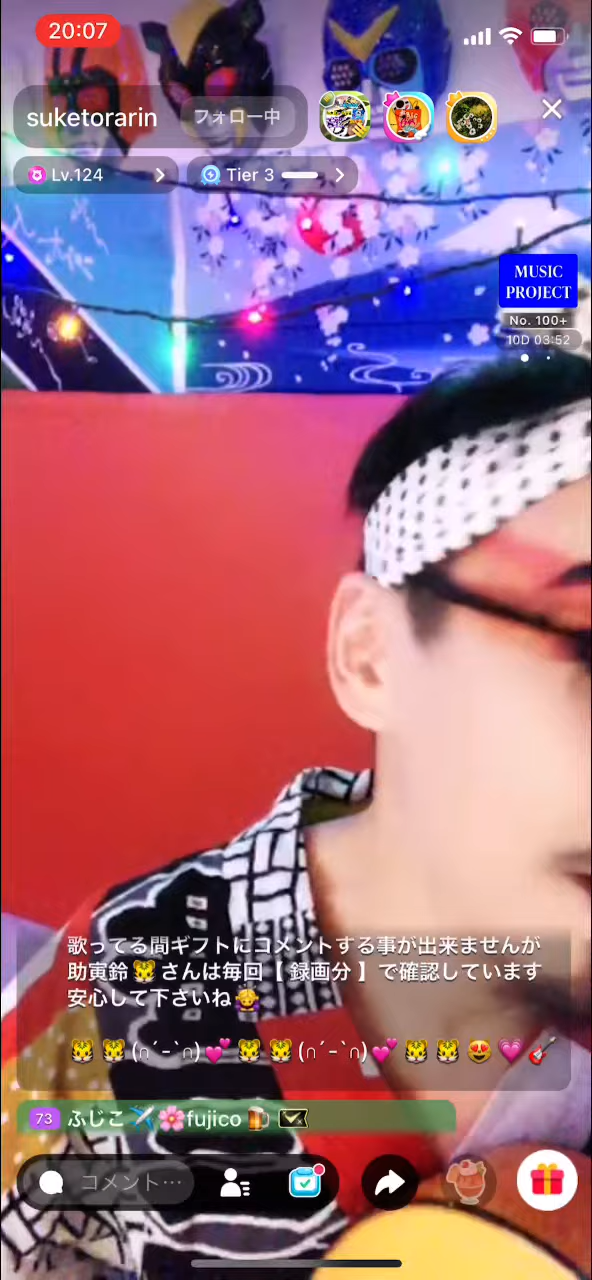 20:07
suketorarin フォロー中
Lv.124
Tier 3
MUSIC
PROJECT
No. 100+
10D 03:52
歌ってる間ギフトにコメントする事が出来ませんが
助寅鈴🐯さんは毎回【 録画分 】で確認しています
安心して下さいね🙇‍♀️
🐯 🐯 (∩´-`∩)💕 🐯 🐯 (∩´-`∩)💕 🐯 🐯 😍 💗 🎸
73 ふじこ✈️🌸fujico🍺
コメント…